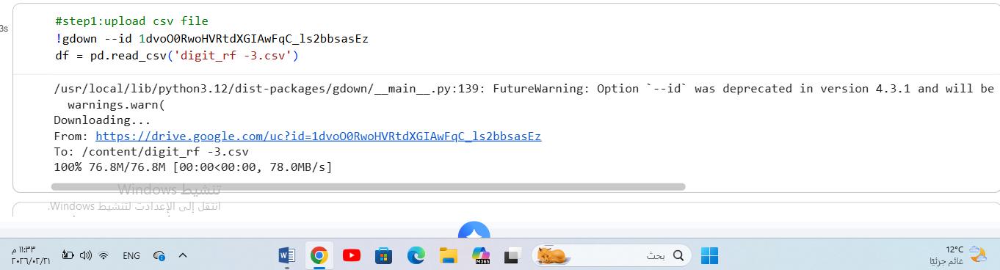 3s
#step1:upload csv file
!gdown --id 1dvoO0RwoHVRtdXGIAwFqC_ls2bbsasEz
df = pd.read_csv('digit_rf -3.csv')
/usr/local/lib/python3.12/dist-packages/gdown/__main__.py:139: FutureWarning: Option `--id` was deprecated in version 4.3.1 and will be
warnings.warn(
Downloading...
From: https://drive.google.com/uc?id=1dvoO0RwoHVRtdXGIAwFqC_ls2bbsasEz
To: /content/digit_rf -3.csv
100% 76.8M/76.8M [00:00<00:00, 78.0MB/s]
تنشيط Windows
انتقل إلى الإعدادات لتنشيط Windows.
١١:٣٣ م
٢٠٢٦/٠٢/٢١
ENG
M365
بحث
12°C
غائم جزئيًا